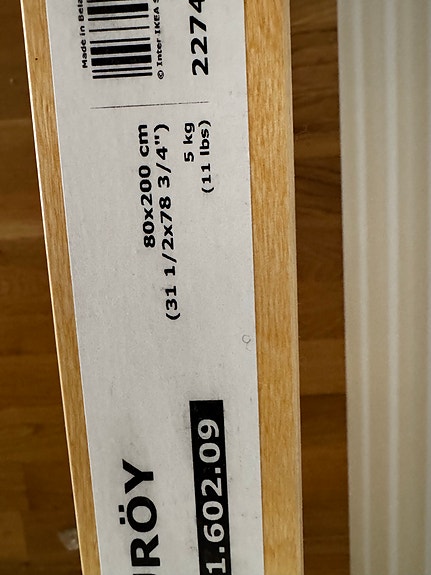 Made in Bela
© Inter IKEA S
2274
80x200 cm
(31 1/2x78 3/4")
5 kg
(11 lbs)
RÖY
1.602.09